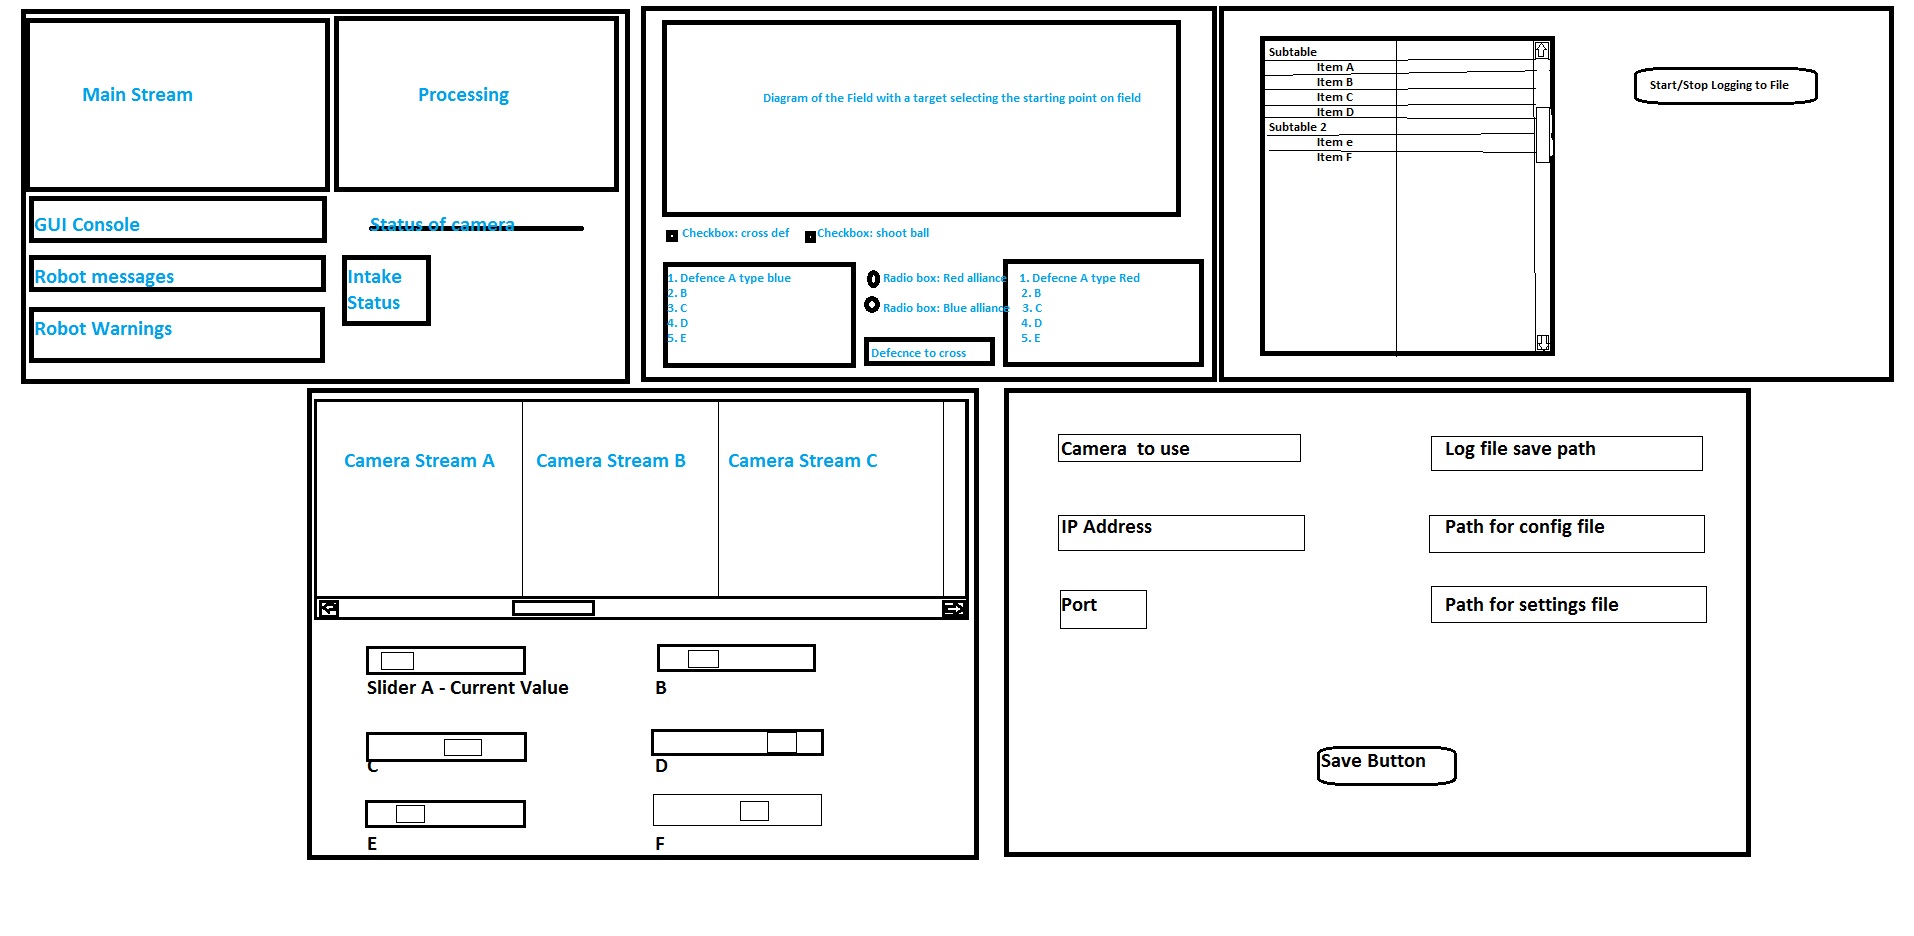 Main Stream
Processing
GUI Console
Status of camera
Robot messages
Intake
Status
Robot Warnings
Diagram of the Field with a target selecting the starting point on field
Checkbox: cross def
Checkbox: shoot ball
1. Defence A type blue
2. B
3. C
4. D
5. E
Radio box: Red alliance
Radio box: Blue alliance
Defecnce to cross
1. Defecne A type Red
2. B
3. C
4. D
5. E
Subtable
Item A
Item B
Item C
Item D
Subtable 2
Item e
Item F
Start/Stop Logging to File
Camera Stream A
Camera Stream B
Camera Stream C
Slider A - Current Value
B
C
D
E
F
Camera  to use
Log file save path
IP Address
Path for config file
Port
Path for settings file
Save Button